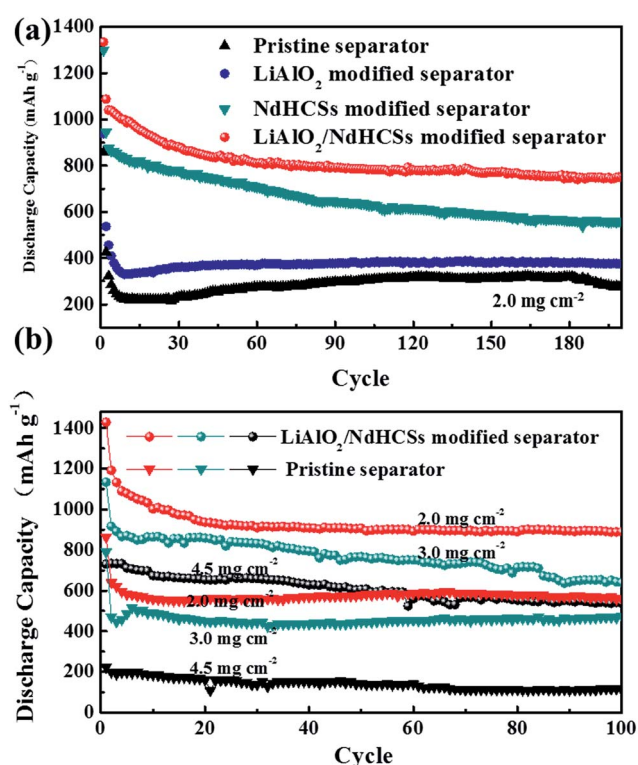 (a)
1400
1200
1000
800
600
400
200
Discharge Capacity (mAh g⁻¹)
Pristine separator
LiAlO₂ modified separator
NdHCSs modified separator
LiAlO₂/NdHCSs modified separator
2.0 mg cm⁻²
0 30 60 90 120 150 180
Cycle
(b)
1400
1200
1000
800
600
400
200
0
Discharge Capacity (mAh g⁻¹)
LiAlO₂/NdHCSs modified separator
Pristine separator
2.0 mg cm⁻²
3.0 mg cm⁻²
4.5 mg cm⁻²
2.0 mg cm⁻²
3.0 mg cm⁻²
4.5 mg cm⁻²
0 20 40 60 80 100
Cycle